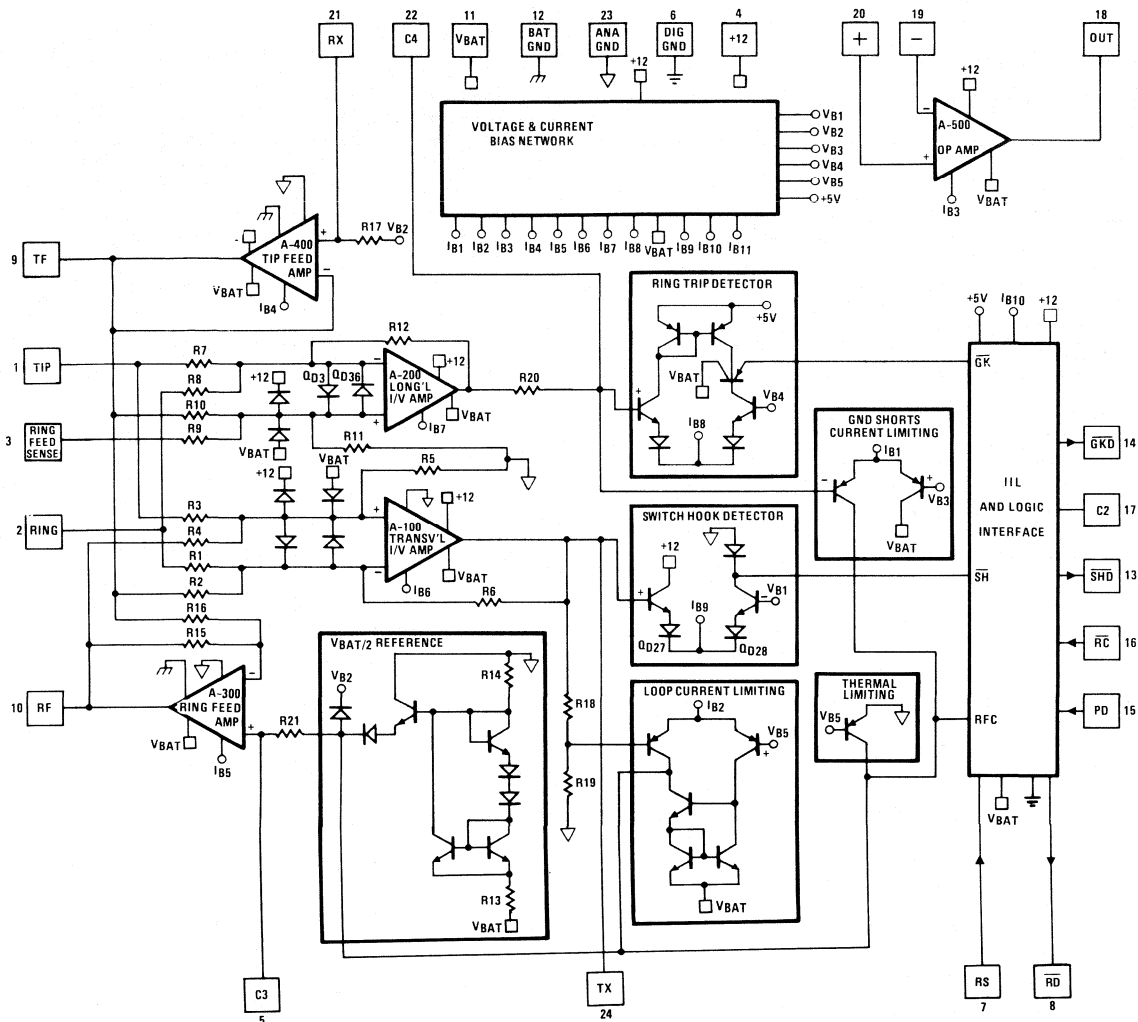 21
22
11
12
23
6
4
20
19
18
RX
C4
VBAT
BAT GND
ANA GND
DIG GND
+12
+
−
OUT
+12
+12
VOLTAGE & CURRENT
BIAS NETWORK
VB1
VB2
VB3
VB4
VB5
+5V
−
A-500
OP AMP
+
IB3
VBAT
IB1
IB2
IB3
IB4
IB5
IB6
IB7
IB8
VBAT
IB9
IB10
IB11
R17
VB2
+
A-400
TIP FEED
AMP
−
-
VBAT
IB4
9
TF
RING TRIP DETECTOR
+5V
VBAT
+
VB4
IB8
+5V
IB10
+12
R12
1
TIP
R7
R8
R10
R9
+12
VBAT
QD3
QD36
−
A-200
LONG'L
I/V AMP
+
+12
VBAT
IB7
R20
GK
3
RING
FEED
SENSE
R11
R5
GND SHORTS
CURRENT LIMITING
IB1
−
+
VB3
VBAT
IIL
AND LOGIC
INTERFACE
GKD
14
C2
17
+12
VBAT
2
RING
R3
R4
R1
R2
R16
R15
+
A-100
TRANSV'L
I/V AMP
−
+12
VBAT
IB6
R6
SWITCH HOOK DETECTOR
+12
+
IB9
−
VB1
QD27
QD28
SH
SHD
13
RC
16
PD
15
10
RF
−
A-300
RING FEED
AMP
+
VBAT
IB5
R21
VBAT/2 REFERENCE
VB2
R14
R13
VBAT
R18
R19
LOOP CURRENT LIMITING
IB2
VB5
+
VBAT
THERMAL
LIMITING
VB5
RFC
VBAT
C3
5
TX
24
RS
7
RD
8